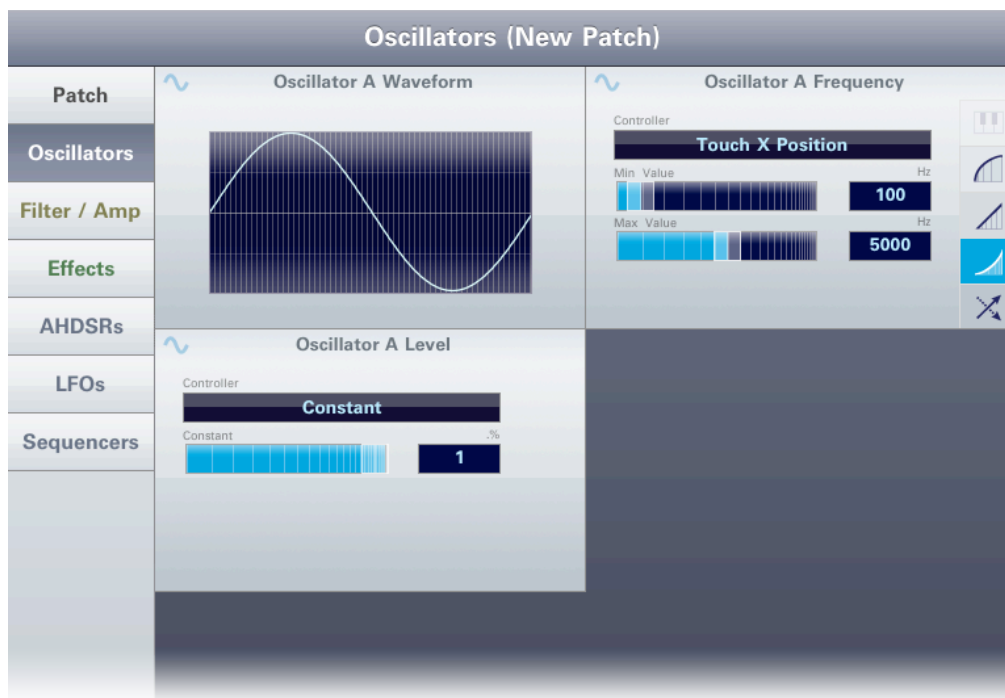 Oscillators (New Patch)
Patch
Oscillators
Filter / Amp
Effects
AHDSRs
LFOs
Sequencers
Oscillator A Waveform
Oscillator A Frequency
Controller
Touch X Position
Min Value Hz
100
Max Value Hz
5000
Oscillator A Level
Controller
Constant
Constant .%
1